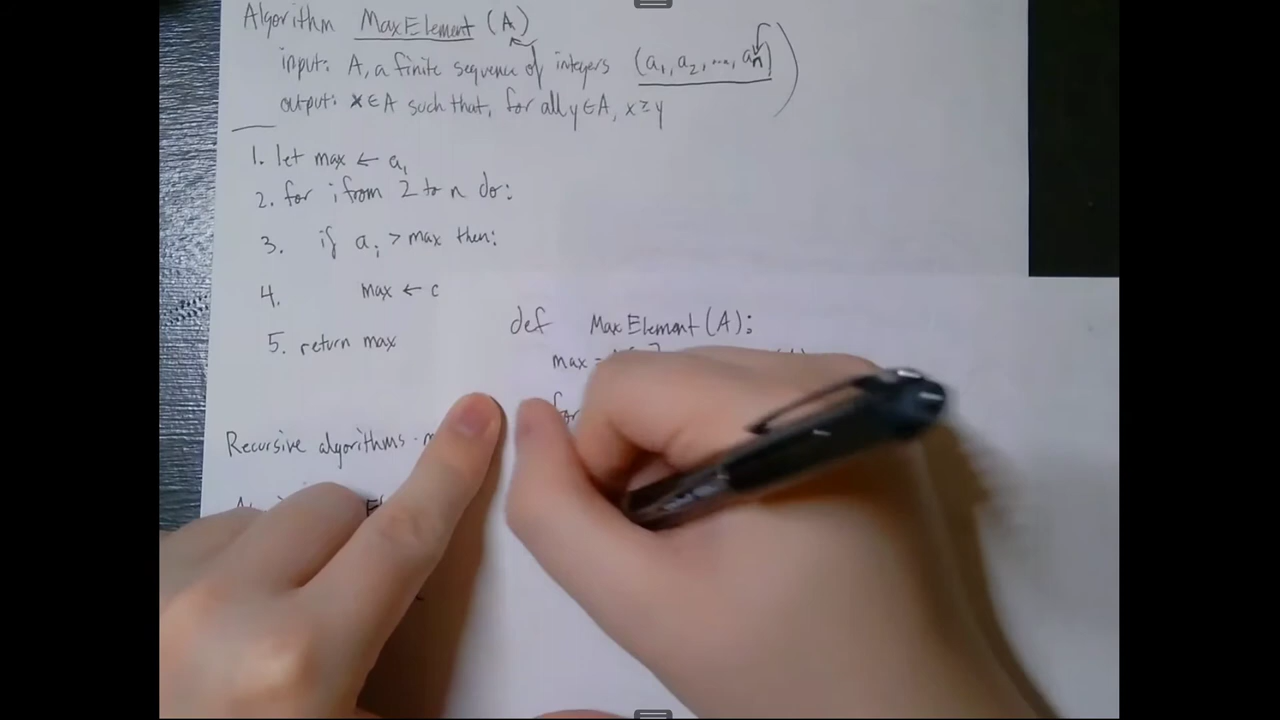 Algorithm MaxElement (A)
input: A, a finite sequence of integers (a1, a2, ..., an)
output: x ∈ A such that, for all y ∈ A, x ≥ y
1. let max ← a1
2. for i from 2 to n do:
3. if ai > max then:
4. max ← c
5. return max
def MaxElement(A):
max
for
Recursive algorithms